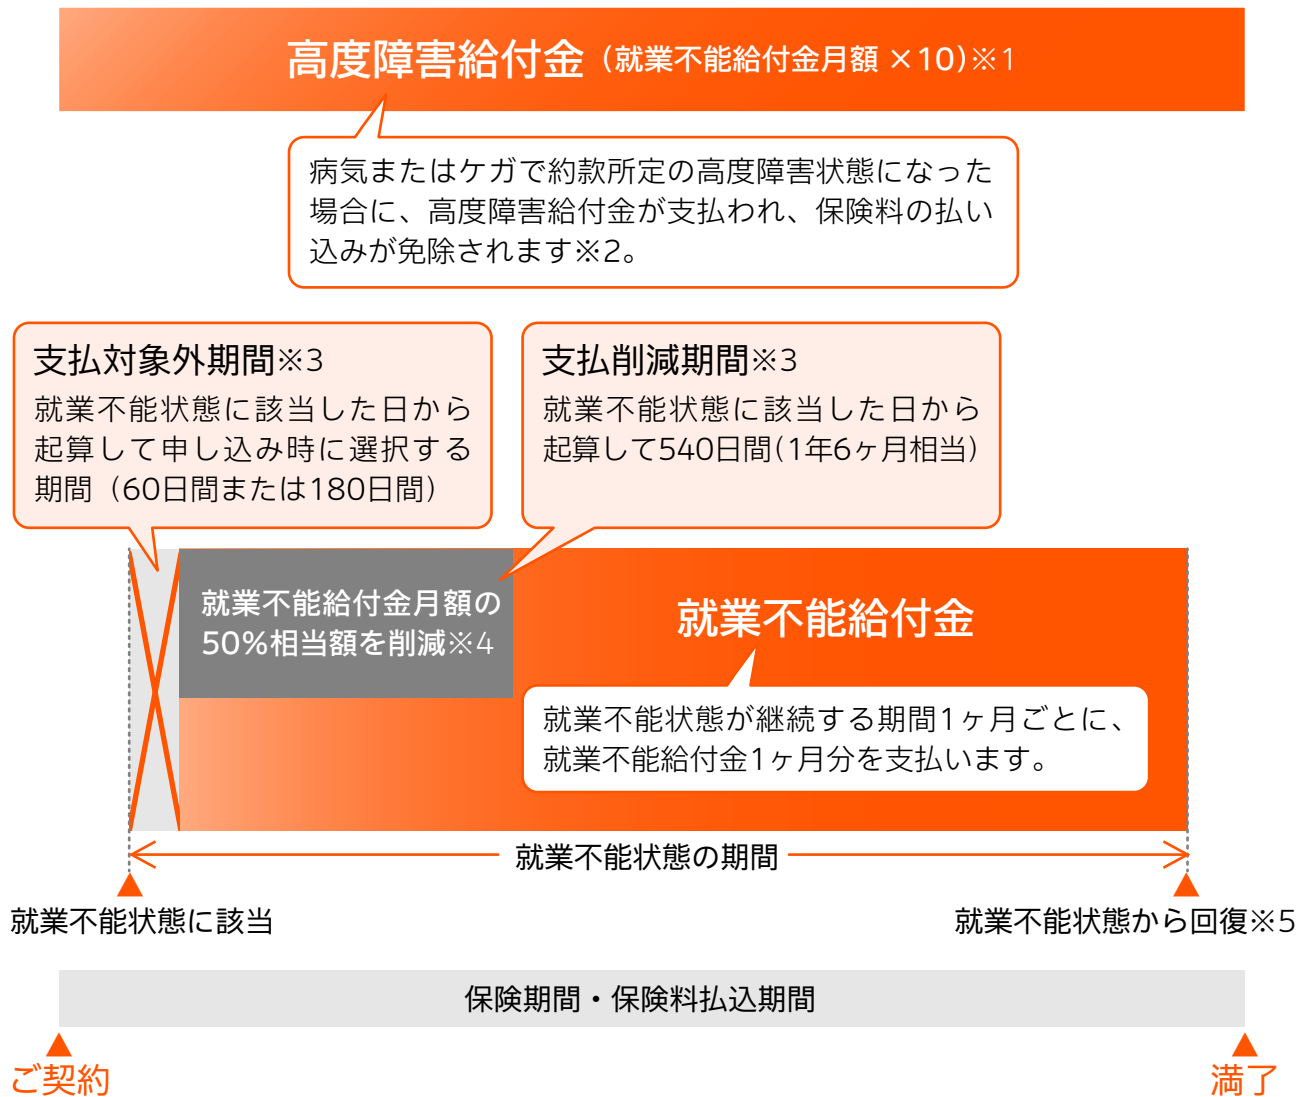 高度障害給付金（就業不能給付金月額 ×10）※1
病気またはケガで約款所定の高度障害状態になった
場合に、高度障害給付金が支払われ、保険料の払い
込みが免除されます※2。
支払対象外期間※3
就業不能状態に該当した日から
起算して申し込み時に選択する
期間（60日間または180日間）
支払削減期間※3
就業不能状態に該当した日から
起算して540日間（1年6ヶ月相当）
就業不能給付金月額の
50%相当額を削減※4
就業不能給付金
就業不能状態が継続する期間1ヶ月ごとに、
就業不能給付金1ヶ月分を支払います。
就業不能状態の期間
就業不能状態に該当
就業不能状態から回復※5
保険期間・保険料払込期間
ご契約
満了